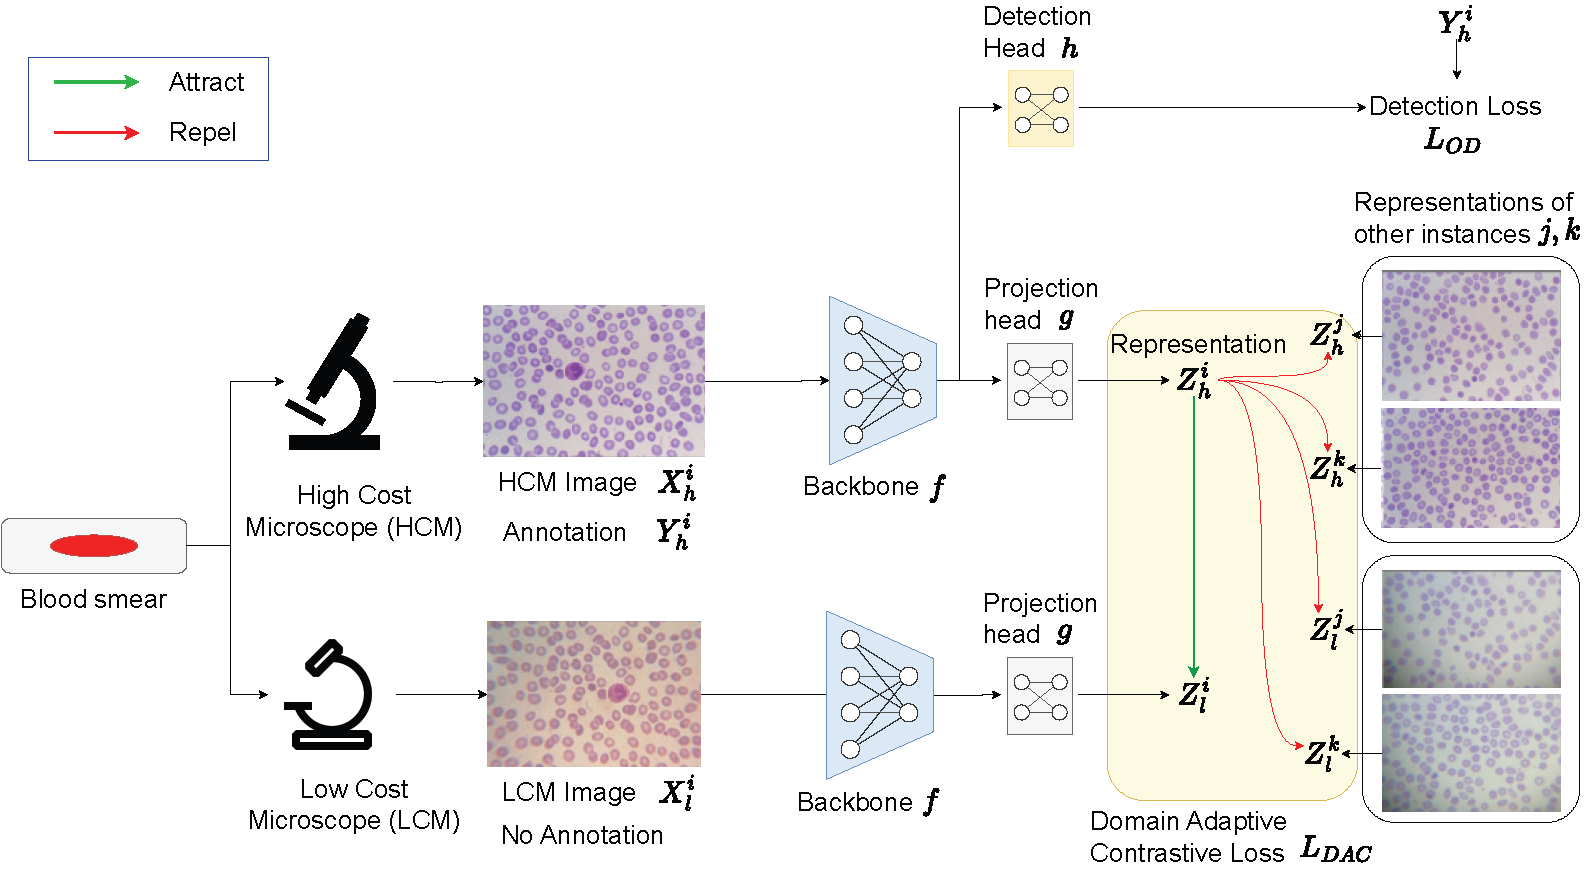 Attract
Repel
Detection
Head h
Y_h^i
Detection Loss
L_{OD}
Representations of
other instances j, k
Projection
head g
Representation
Z_h^i
Z_h^j
Z_h^k
Z_l^j
Z_l^k
Z_l^i
High Cost
Microscope (HCM)
HCM Image X_h^i
Annotation Y_h^i
Backbone f
Blood smear
Projection
head g
Low Cost
Microscope (LCM)
LCM Image X_l^i
No Annotation
Backbone f
Domain Adaptive
Contrastive Loss L_{DAC}